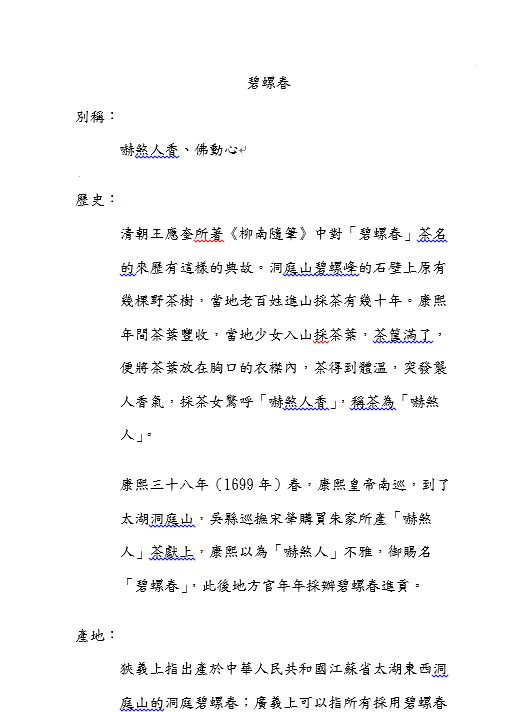 碧螺春
別稱：
嚇煞人香、佛動心↵
歷史：
清朝王應奎所著《柳南隨筆》中對「碧螺春」茶名
的來歷有這樣的典故。洞庭山碧螺峰的石壁上原有
幾棵野茶樹，當地老百姓進山採茶有幾十年。康熙
年間茶葉豐收，當地少女入山採茶葉，茶筐滿了，
便將茶葉放在胸口的衣襟內，茶得到體溫，突發襲
人香氣，採茶女驚呼「嚇煞人香」，稱茶為「嚇煞
人」。
康熙三十八年（1699 年）春，康熙皇帝南巡，到了
太湖洞庭山，吳縣巡撫宋犖購買朱家所產「嚇煞
人」茶獻上，康熙以為「嚇煞人」不雅，御賜名
「碧螺春」，此後地方官年年採辦碧螺春進貢。
產地：
狹義上指出產於中華人民共和國江蘇省太湖東西洞
庭山的洞庭碧螺春；廣義上可以指所有採用碧螺春